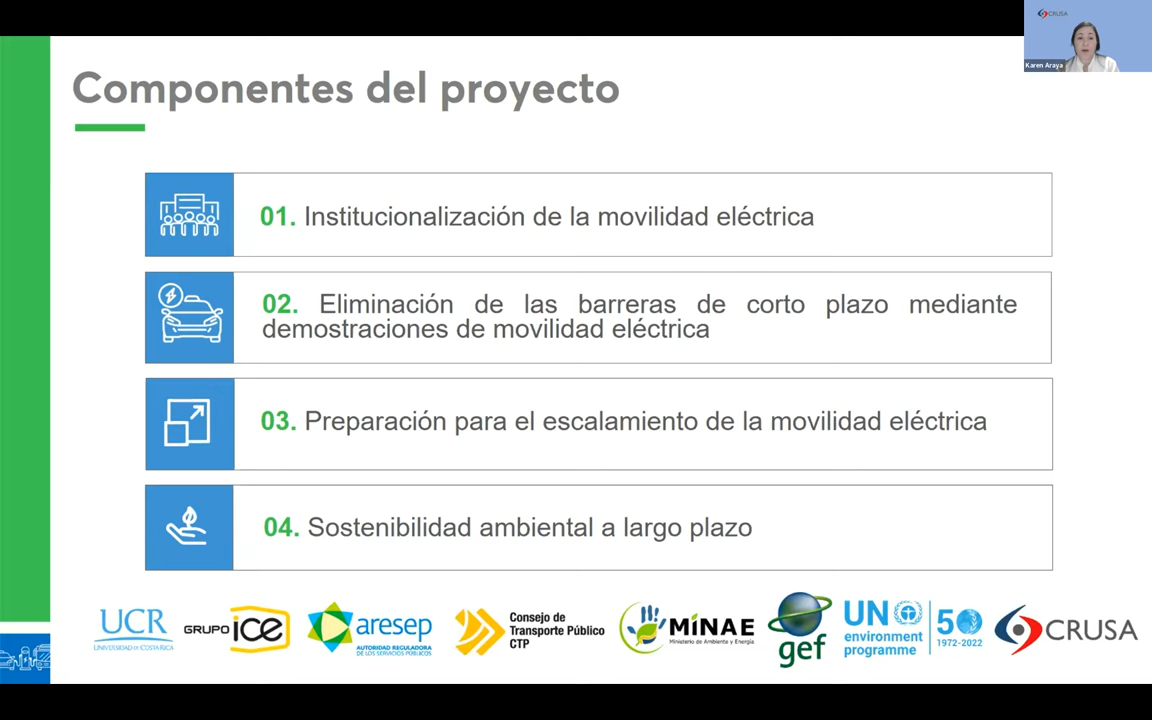 CRUSA
Karen Araya
Componentes del proyecto
01. Institucionalización de la movilidad eléctrica
02. Eliminación de las barreras de corto plazo mediante
demostraciones de movilidad eléctrica
03. Preparación para el escalamiento de la movilidad eléctrica
04. Sostenibilidad ambiental a largo plazo
UCR
UNIVERSIDAD DE COSTA RICA
GRUPO ice
aresep
AUTORIDAD REGULADORA
DE LOS SERVICIOS PÚBLICOS
Consejo de
Transporte Público
CTP
MINAE
Ministerio de Ambiente y Energía
gef
UN
environment
programme
50
1972-2022
CRUSA